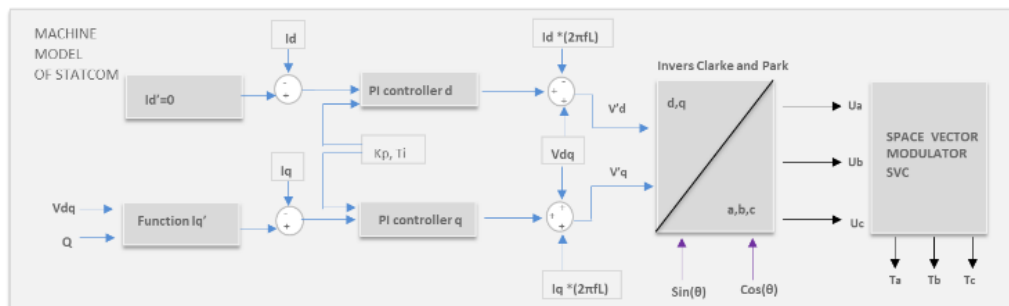 MACHINE
MODEL
OF STATCOM
Id
Id *(2πfL)
Invers Clarke and Park
Id'=0
PI controller d
d,q
V'd
Ua
SPACE VECTOR
MODULATOR
SVC
Kp, Ti
Vdq
Ub
Iq
V'q
Vdq
Q
Function Iq'
PI controller q
a,b,c
Uc
Iq *(2πfL)
Sin(θ)
Cos(θ)
Ta
Tb
Tc